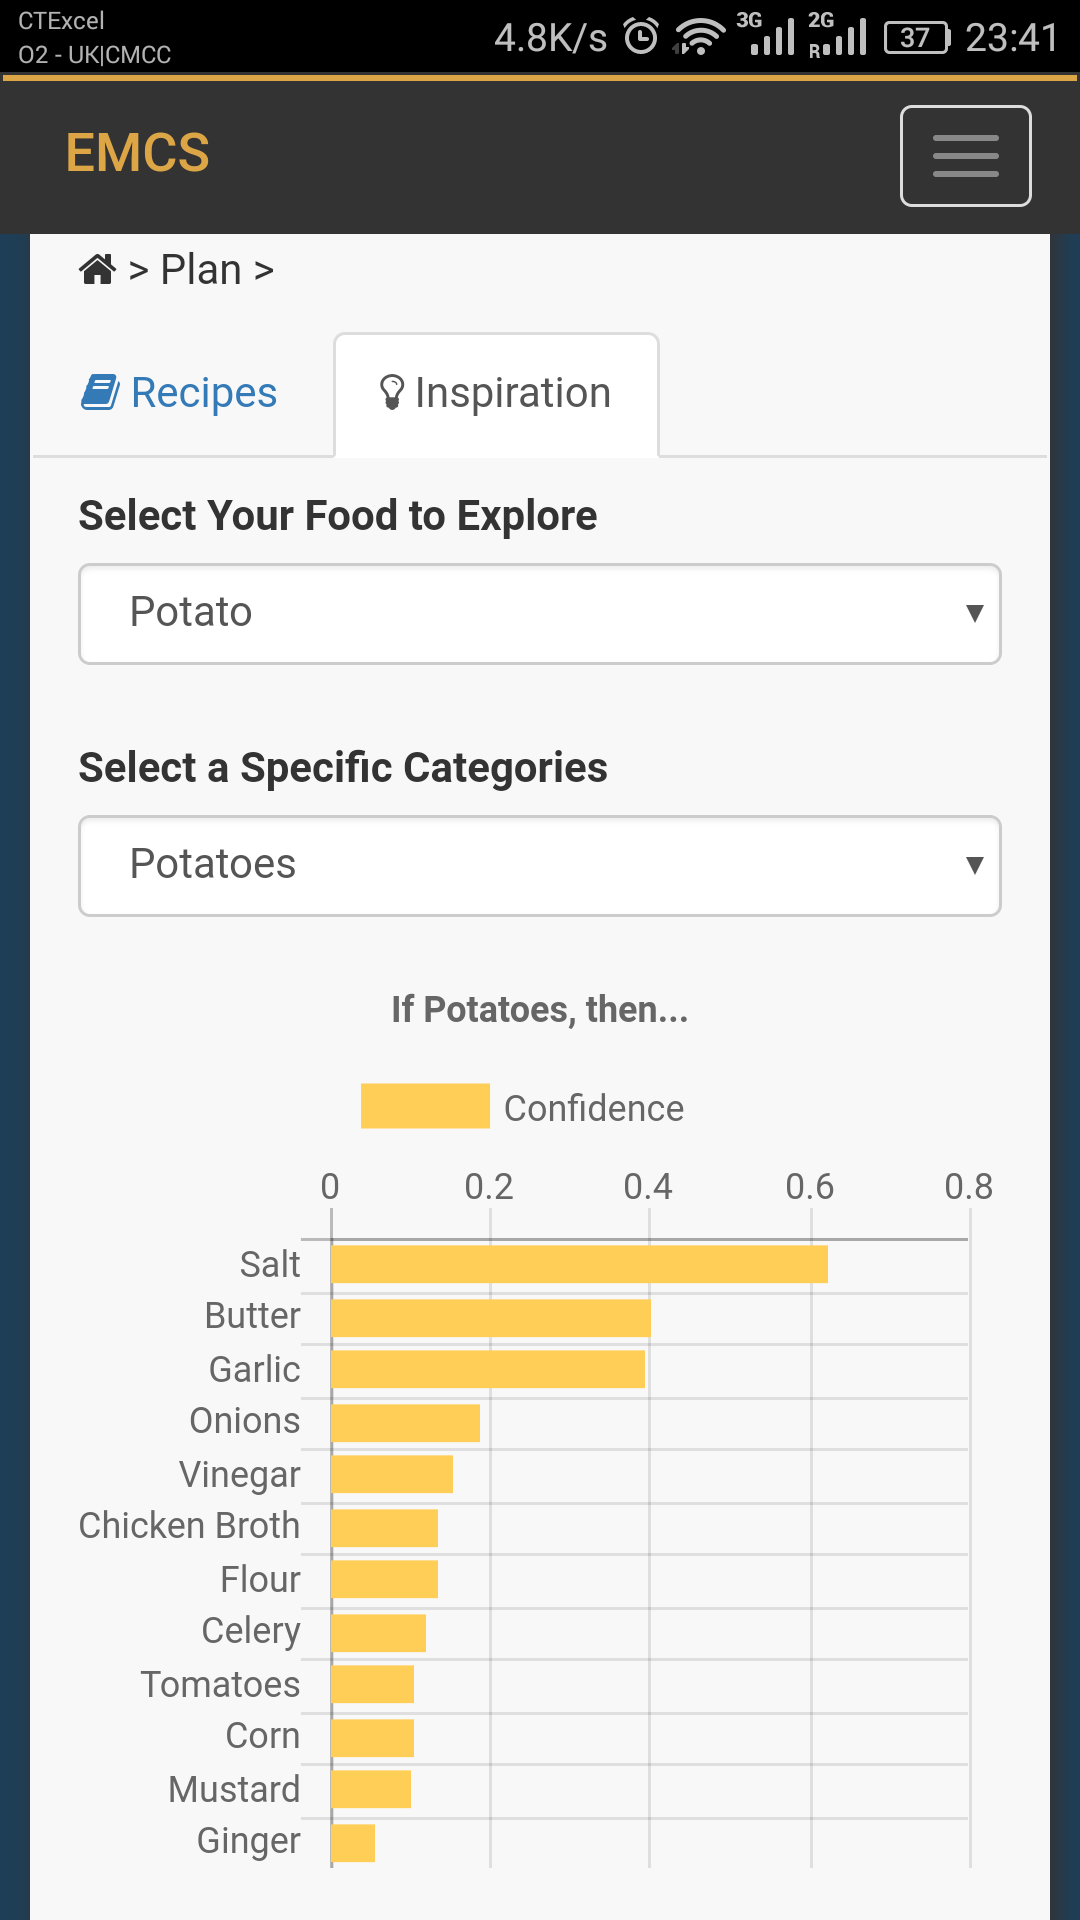 CTExcel
O2 - UK|CMCC
4.8K/s 3G 2G R 37 23:41
EMCS
> Plan >
Recipes
Inspiration
Select Your Food to Explore
Potato
Select a Specific Categories
Potatoes
If Potatoes, then...
Confidence
0 0.2 0.4 0.6 0.8
Salt
Butter
Garlic
Onions
Vinegar
Chicken Broth
Flour
Celery
Tomatoes
Corn
Mustard
Ginger